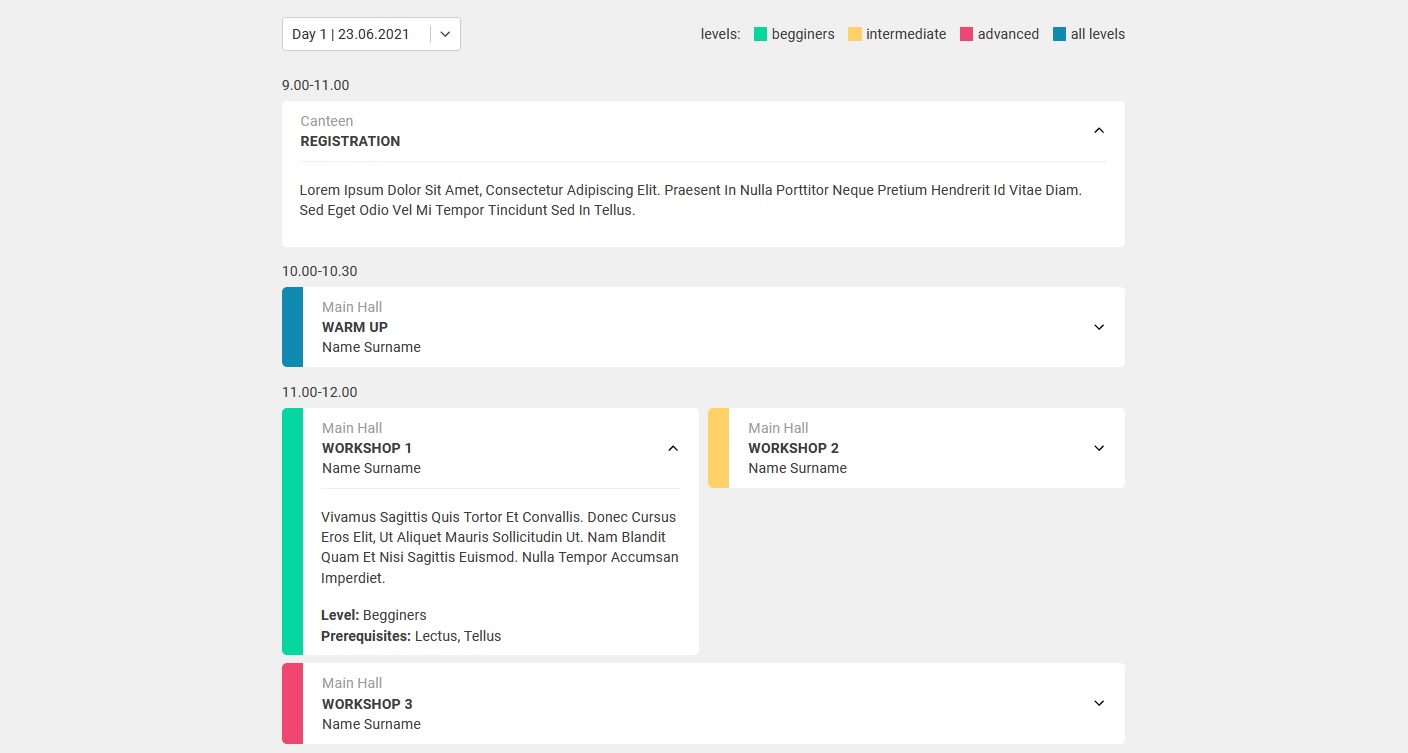 Day 1 | 23.06.2021
levels: begginers intermediate advanced all levels
9.00-11.00
Canteen
REGISTRATION
Lorem Ipsum Dolor Sit Amet, Consectetur Adipiscing Elit. Praesent In Nulla Porttitor Neque Pretium Hendrerit Id Vitae Diam.
Sed Eget Odio Vel Mi Tempor Tincidunt Sed In Tellus.
10.00-10.30
Main Hall
WARM UP
Name Surname
11.00-12.00
Main Hall
WORKSHOP 1
Name Surname
Vivamus Sagittis Quis Tortor Et Convallis. Donec Cursus
Eros Elit, Ut Aliquet Mauris Sollicitudin Ut. Nam Blandit
Quam Et Nisi Sagittis Euismod. Nulla Tempor Accumsan
Imperdiet.
Level: Begginers
Prerequisites: Lectus, Tellus
Main Hall
WORKSHOP 2
Name Surname
Main Hall
WORKSHOP 3
Name Surname